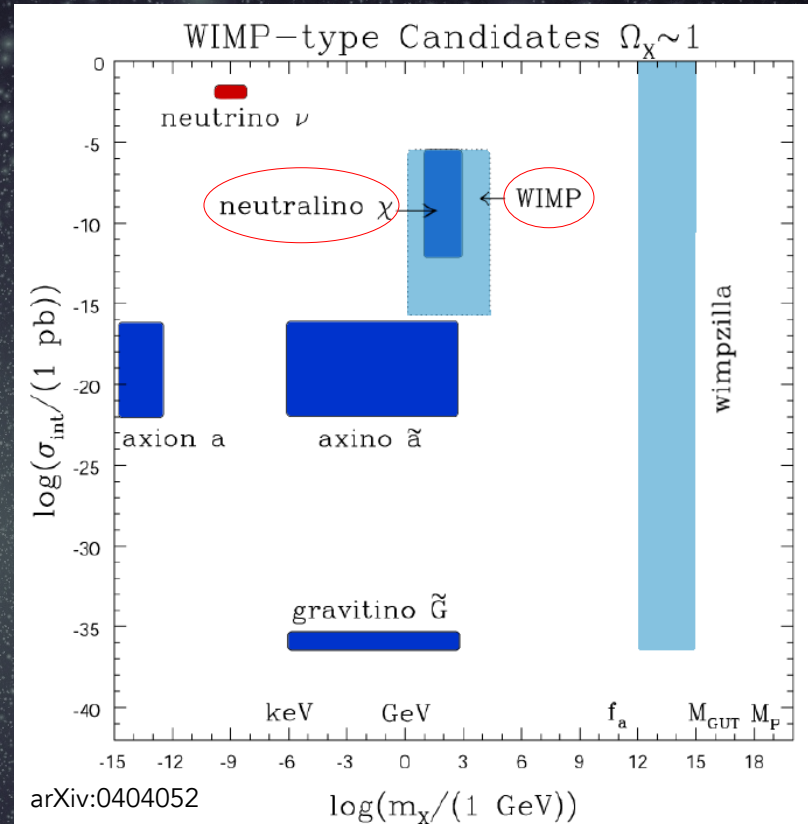 WIMP-type Candidates Ω_X~1
0
neutrino ν
-5
neutralino χ
WIMP
-10
-15
wimpzilla
-20
axion a
axino ã
-25
log(σ_int/(1 pb))
-30
gravitino G̃
-35
-40
keV
GeV
f_a
M_GUT
M_P
-15 -12 -9 -6 -3 0 3 6 9 12 15 18
log(m_X/(1 GeV))
arXiv:0404052